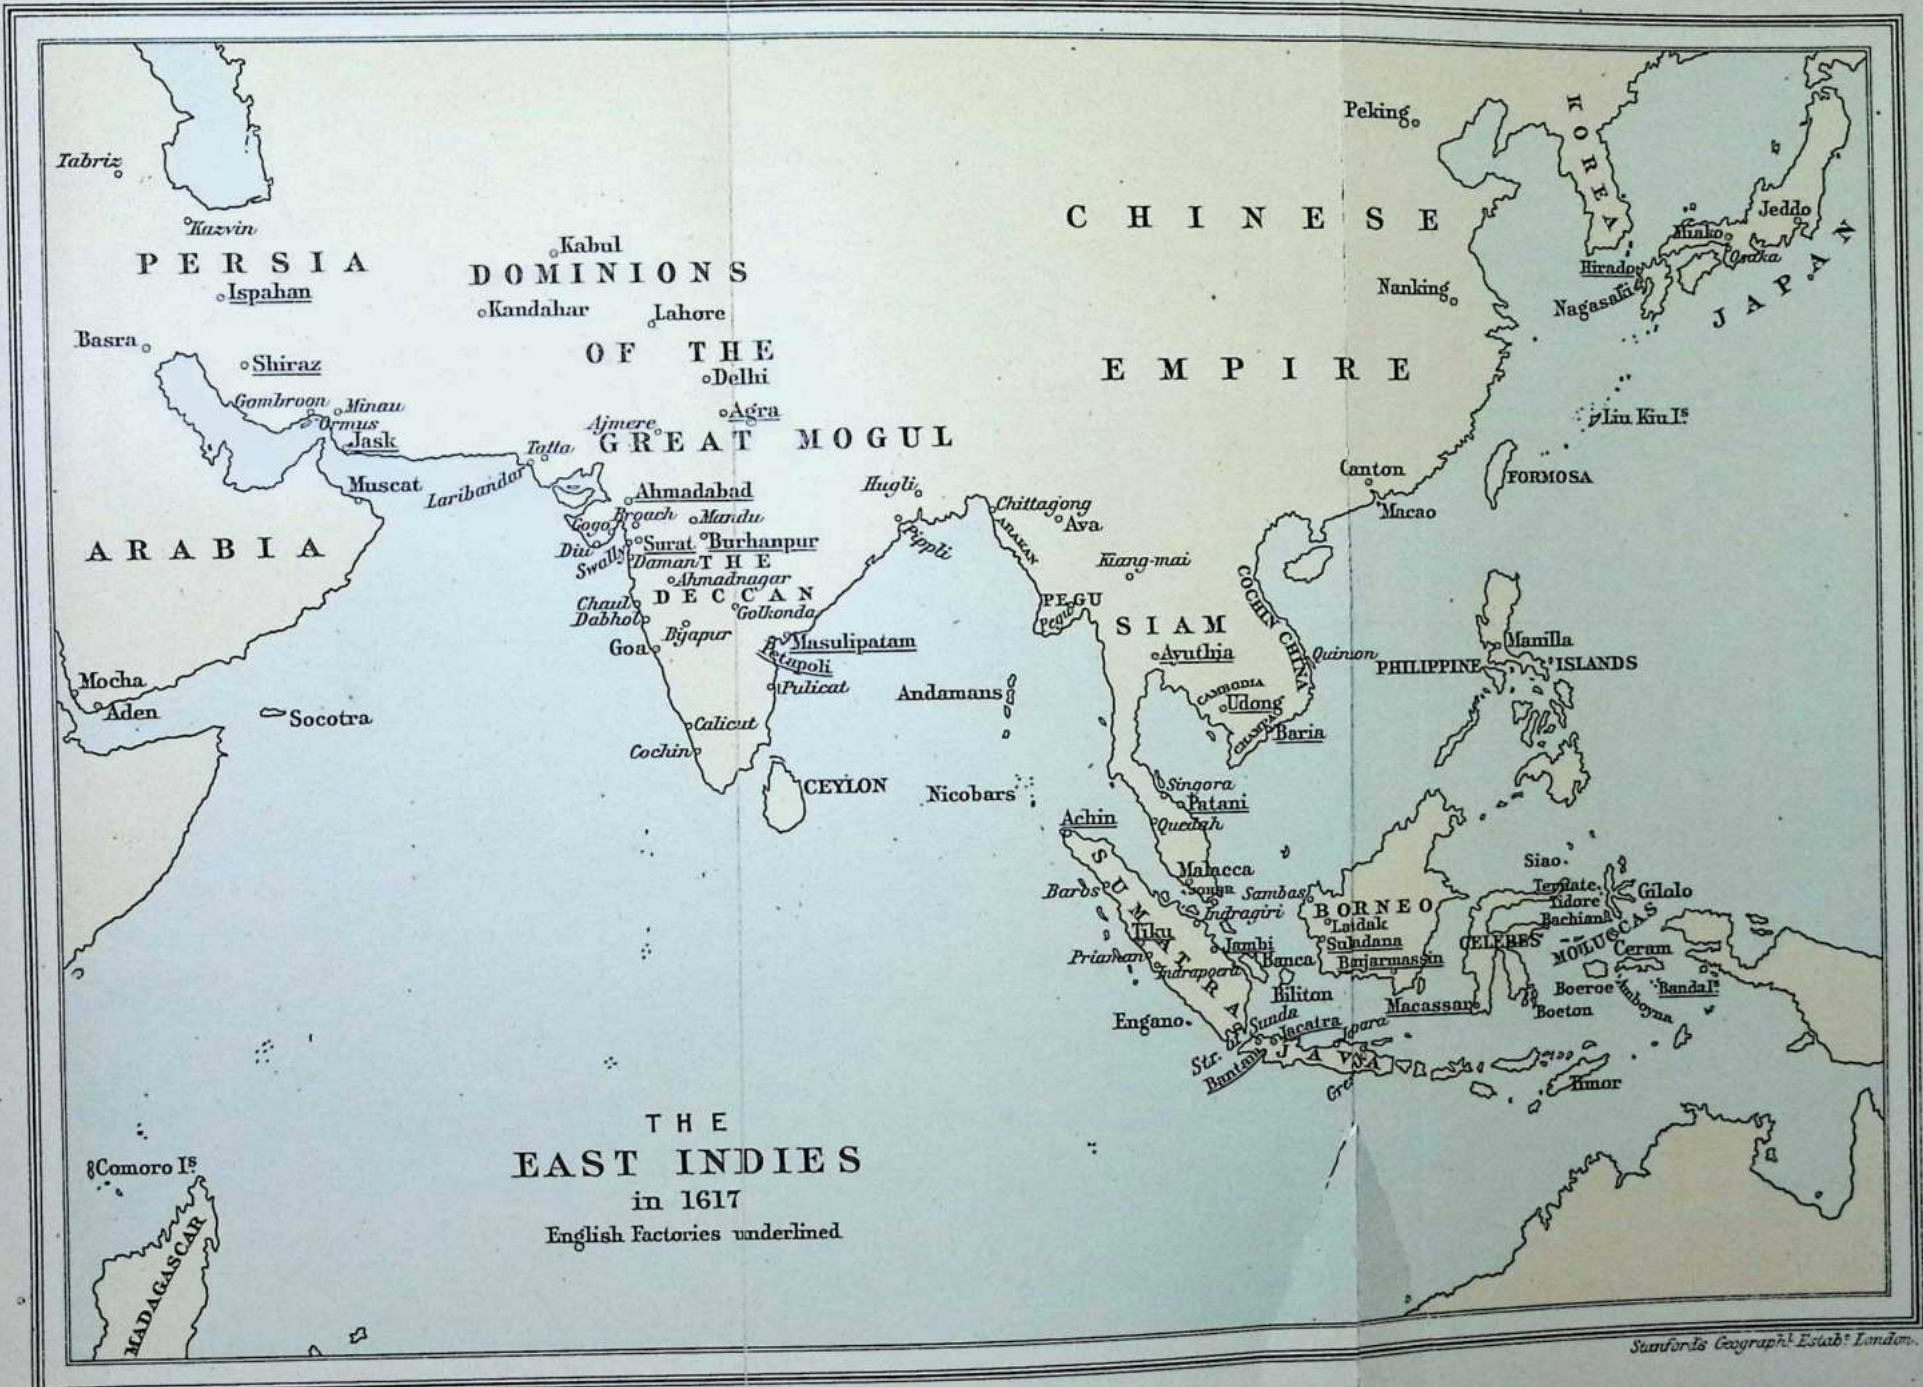 Peking
KOREA
Tabriz
CHINESE
Jeddo
Kazvin
Miako
Kabul
Osaka
PERSIA
DOMINIONS
Hirado
JAPAN
Ispahan
Nanking
Nagasaki
Kandahar
Lahore
Basra
OF THE
Shiraz
EMPIRE
Delhi
Gombroon
Minau
Agra
Liu Kiu Is.
Ormus
Ajmere
Jask
Tatta
GREAT MOGUL
Canton
FORMOSA
Muscat
Laribandar
Hugli
Ahmadabad
Chittagong
Macao
Broach
Mandu
Ava
Gogo
ARAKAN
Pippli
ARABIA
Diu
Swally
Surat
Burhanpur
Daman
THE
Kiang-mai
COCHIN CHINA
Ahmadnagar
Chaul
DECCAN
PEGU
Dabhol
Golkonda
Pegu
SIAM
Goa
Bijapur
Masulipatam
Ayuthia
Quinon
Manilla
Petapoli
PHILIPPINE ISLANDS
Mocha
Pulicat
Andamans
CAMBODIA
Aden
Socotra
Udong
Calicut
CHAMPA
Baria
Cochin
CEYLON
Nicobars
Singora
Patani
Achin
Quedah
SUMATRA
Malacca
Siao
Baros
JOHOR
Sambas
Ternate
Gilolo
Indragiri
BORNEO
Tidore
Landak
Bachian
Tiku
Jambi
Sukadana
CELEBES
MOLUCCAS
Ceram
Priaman
Indrapoera
Banca
Banjarmassin
Boeroe
Amboyna
Banda Is.
Biliton
Macassar
Boeton
Engano
Str. of Sunda
Jacatra
Japara
Bantam
JAVA
Timor
THE
EAST INDIES
in 1617
English Factories underlined
Comoro Is.
MADAGASCAR
Stanford's Geograph.l Estab.t London.